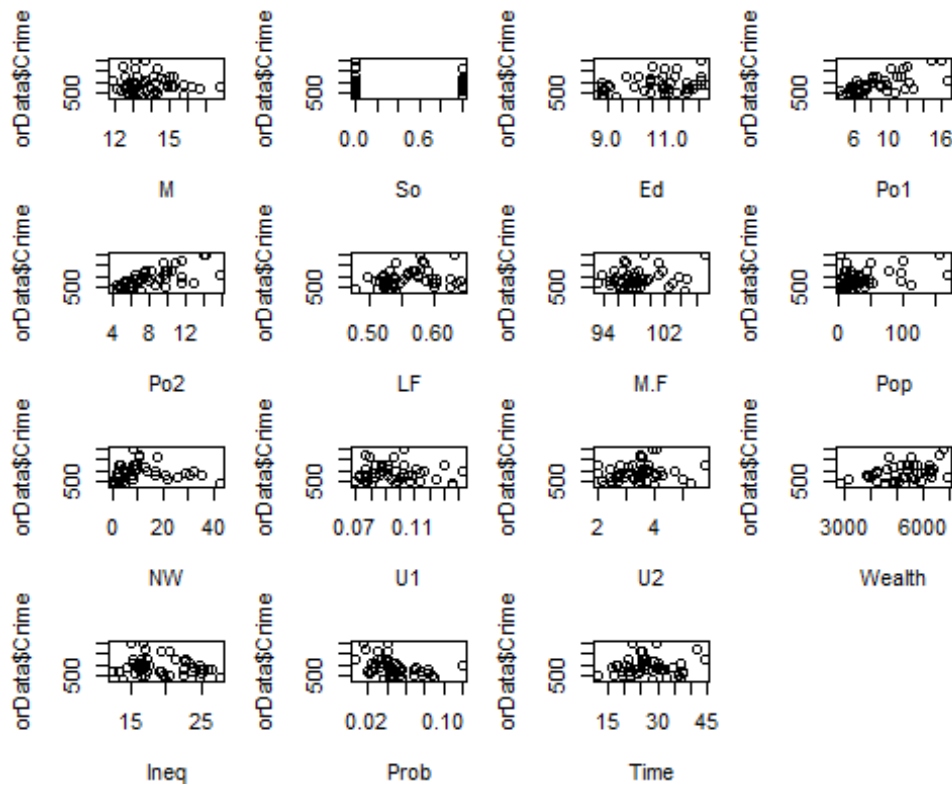 orData$Crime orData$Crime orData$Crime orData$Crime
500 500 500 500
12 15 0.0 0.6 9.0 11.0 6 10 16
M So Ed Po1
orData$Crime orData$Crime orData$Crime orData$Crime
500 500 500 500
4 8 12 0.50 0.60 94 102 0 100
Po2 LF M.F Pop
orData$Crime orData$Crime orData$Crime orData$Crime
500 500 500 500
0 20 40 0.07 0.11 2 4 3000 6000
NW U1 U2 Wealth
orData$Crime orData$Crime orData$Crime
500 500 500
15 25 0.02 0.10 15 30 45
Ineq Prob Time